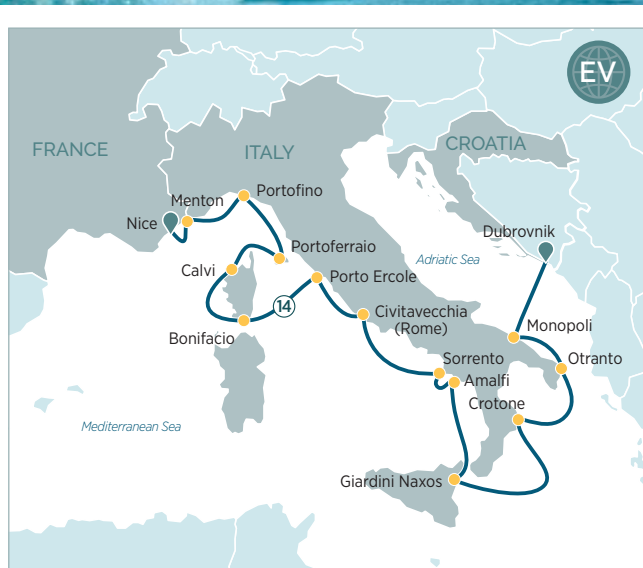 EV
FRANCE
ITALY
CROATIA
Menton
Portofino
Nice
Dubrovnik
Portoferraio
Adriatic Sea
Calvi
Porto Ercole
14
Civitavecchia
(Rome)
Monopoli
Bonifacio
Sorrento
Otranto
Amalfi
Crotone
Mediterranean Sea
Giardini Naxos